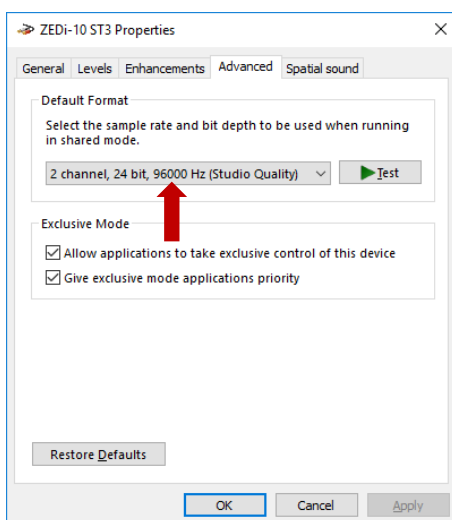 ZEDi-10 ST3 Properties
General Levels Enhancements Advanced Spatial sound
Default Format
Select the sample rate and bit depth to be used when running
in shared mode.
2 channel, 24 bit, 96000 Hz (Studio Quality) Test
Exclusive Mode
Allow applications to take exclusive control of this device
Give exclusive mode applications priority
Restore Defaults
OK Cancel Apply